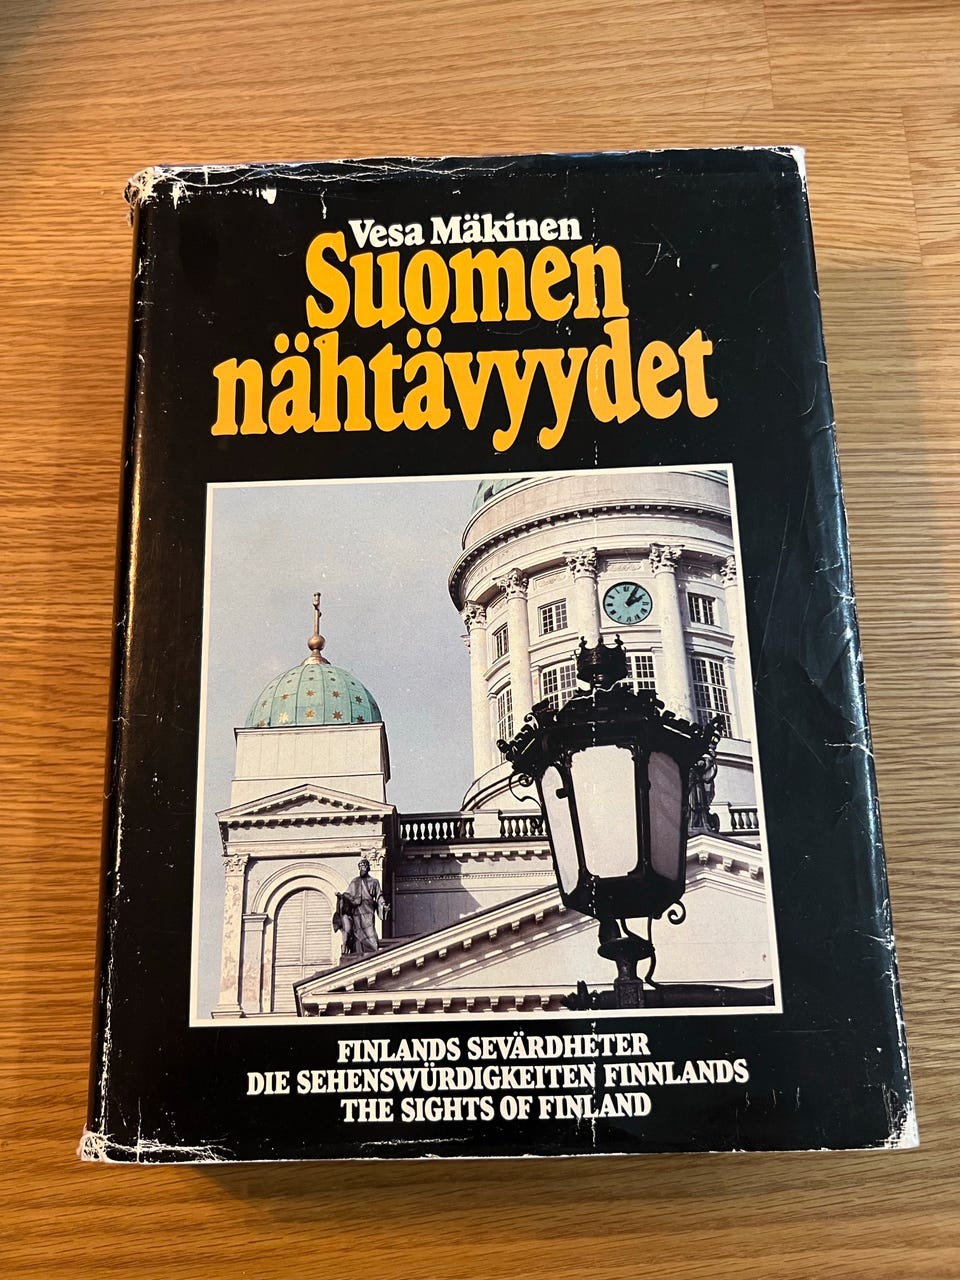 Vesa Mäkinen
Suomen
nähtävyydet
FINLANDS SEVÄRDHETER
DIE SEHENSWÜRDIGKEITEN FINNLANDS
THE SIGHTS OF FINLAND